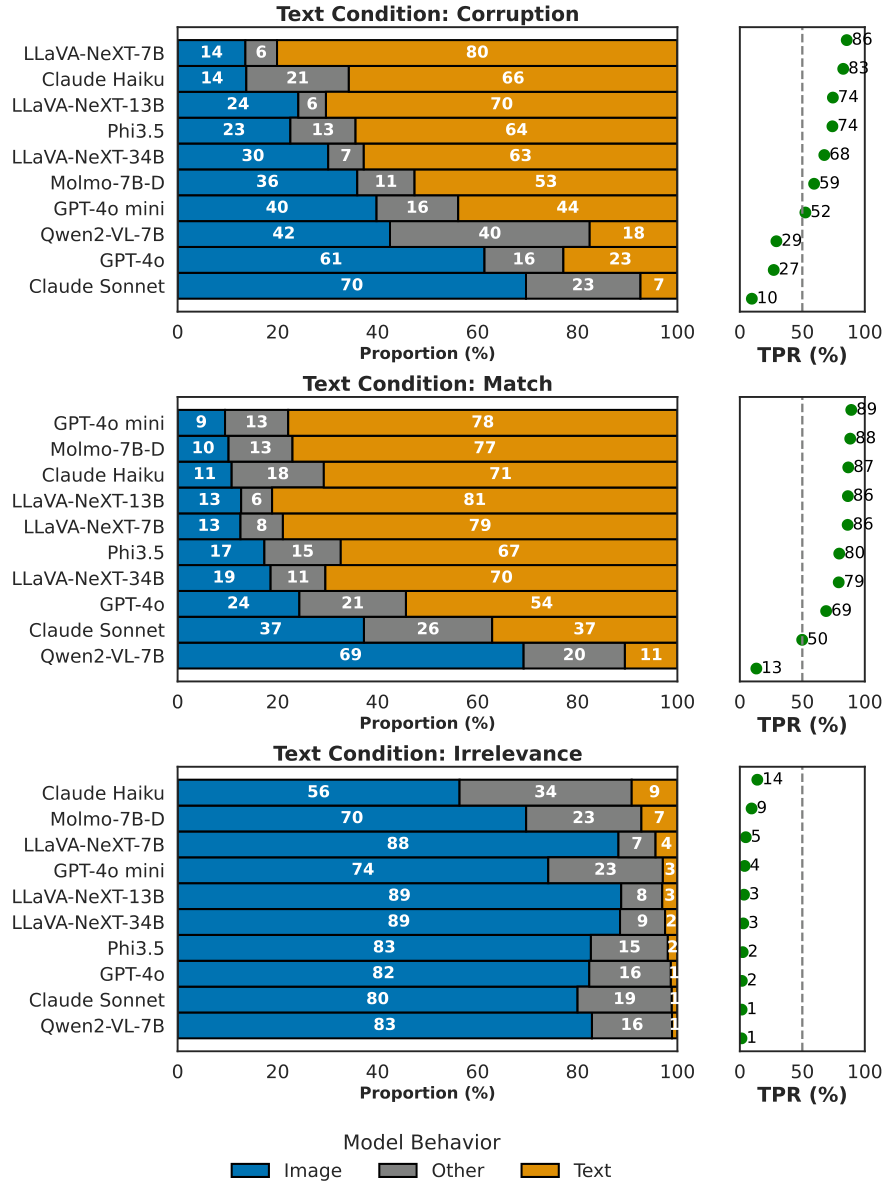 Text Condition: Corruption
LLaVA-NeXT-7B 14 6 80 86
Claude Haiku 14 21 66 83
LLaVA-NeXT-13B 24 6 70 74
Phi3.5 23 13 64 74
LLaVA-NeXT-34B 30 7 63 68
Molmo-7B-D 36 11 53 59
GPT-4o mini 40 16 44 52
Qwen2-VL-7B 42 40 18 29
GPT-4o 61 16 23 27
Claude Sonnet 70 23 7 10
0 20 40 60 80 100 0 50 100
Proportion (%) TPR (%)
Text Condition: Match
GPT-4o mini 9 13 78 89
Molmo-7B-D 10 13 77 88
Claude Haiku 11 18 71 87
LLaVA-NeXT-13B 13 6 81 86
LLaVA-NeXT-7B 13 8 79 86
Phi3.5 17 15 67 80
LLaVA-NeXT-34B 19 11 70 79
GPT-4o 24 21 54 69
Claude Sonnet 37 26 37 50
Qwen2-VL-7B 69 20 11 13
0 20 40 60 80 100 0 50 100
Proportion (%) TPR (%)
Text Condition: Irrelevance
Claude Haiku 56 34 9 14
Molmo-7B-D 70 23 7 9
LLaVA-NeXT-7B 88 7 4 5
GPT-4o mini 74 23 3 4
LLaVA-NeXT-13B 89 8 3 3
LLaVA-NeXT-34B 89 9 2 3
Phi3.5 83 15 2 2
GPT-4o 82 16 1 2
Claude Sonnet 80 19 1 1
Qwen2-VL-7B 83 16 1 1
0 20 40 60 80 100 0 50 100
Proportion (%) TPR (%)
Model Behavior
Image Other Text